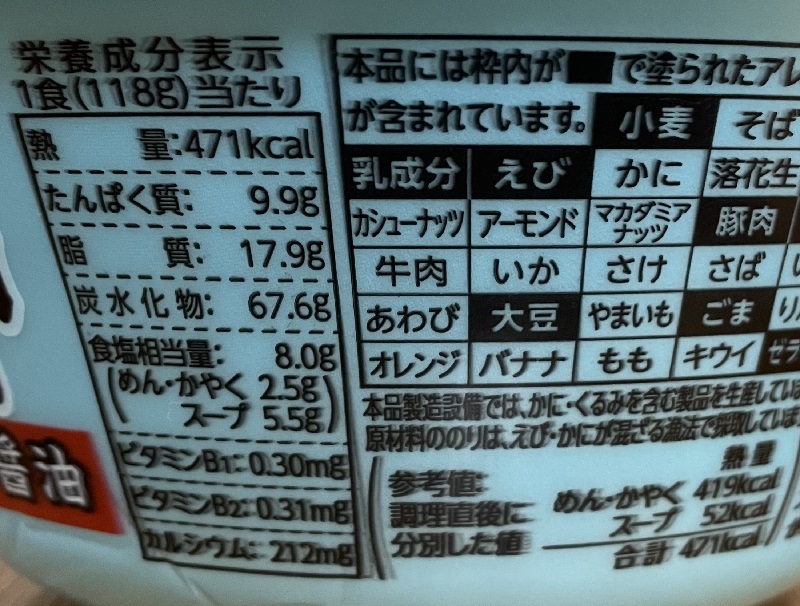 栄養成分表示
1食(118g)当たり
熱量:471kcal
たんぱく質: 9.9g
脂質: 17.9g
炭水化物: 67.6g
食塩相当量: 8.0g
(めん・かやく 2.5g
スープ 5.5g)
ビタミンB1: 0.30mg
ビタミンB2: 0.31mg
カルシウム: 212mg
醤油
本品には枠内が■で塗られたアレ
が含まれています。
小麦 そば
乳成分 えび かに 落花生
カシューナッツ アーモンド マカダミアナッツ 豚肉
牛肉 いか さけ さば
あわび 大豆 やまいも ごま
オレンジ バナナ もも キウイ ゼラ
本品製造設備では、かに・くるみを含む製品を生産してい
原材料ののりは、えび・かにが混ざる漁法で採取していま
参考値:
調理直後に
分別した値
熱量
めん・かやく 419kcal
スープ 52kcal
合計 471kcal